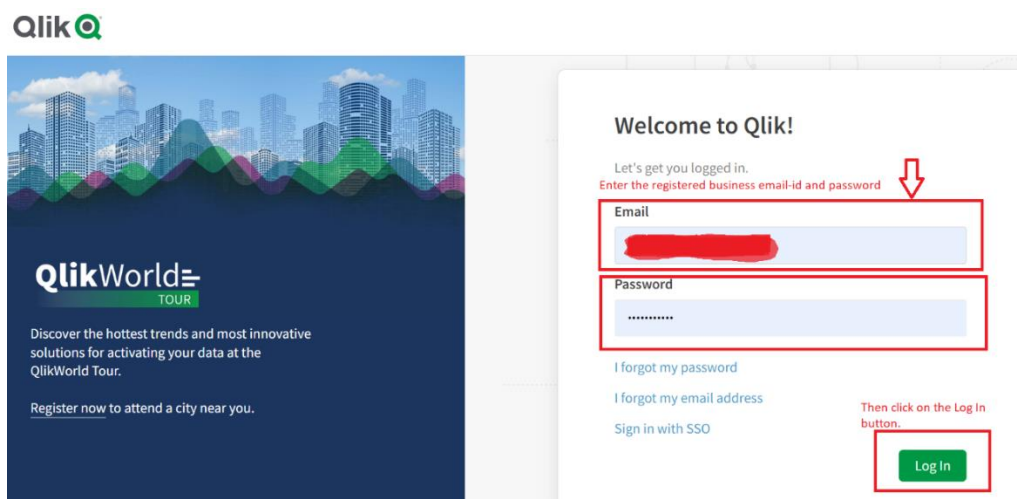 Qlik
QlikWorld
TOUR
Discover the hottest trends and most innovative
solutions for activating your data at the
QlikWorld Tour.
Register now to attend a city near you.
Welcome to Qlik!
Let's get you logged in.
Enter the registered business email-id and password
Email
Password
I forgot my password
I forgot my email address
Sign in with SSO
Then click on the Log In
button.
Log In